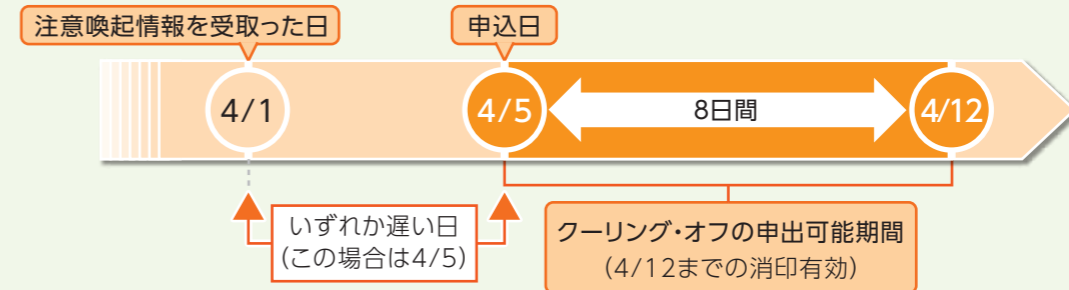 注意喚起情報を受取った日
申込日
4/1
4/5
8日間
4/12
いずれか遅い日
(この場合は4/5)
クーリング・オフの申出可能期間
(4/12までの消印有効)